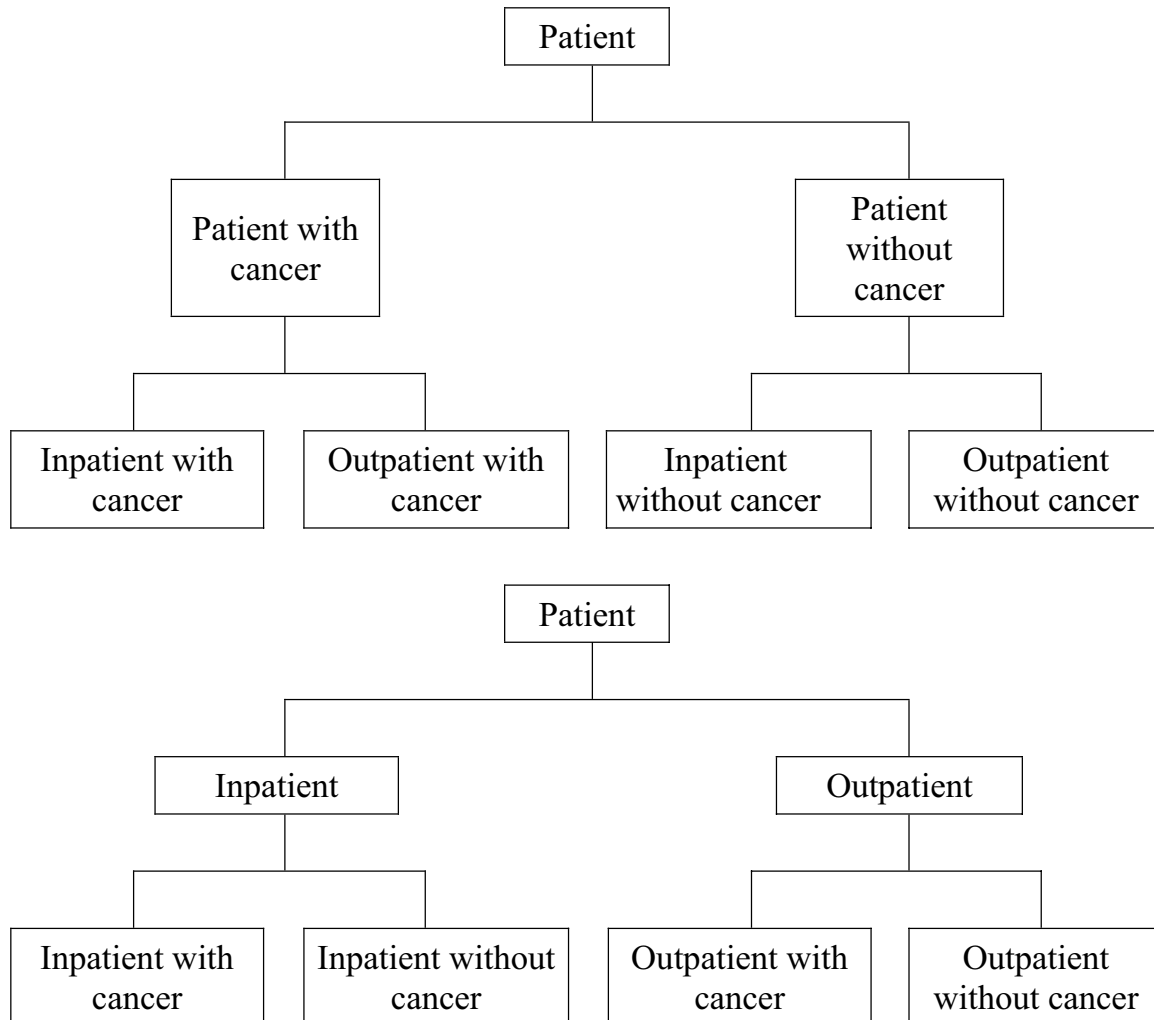 Patient
Patient with
cancer
Patient
without
cancer
Inpatient with
cancer
Outpatient with
cancer
Inpatient
without cancer
Outpatient
without cancer
Patient
Inpatient
Outpatient
Inpatient with
cancer
Inpatient without
cancer
Outpatient with
cancer
Outpatient
without cancer